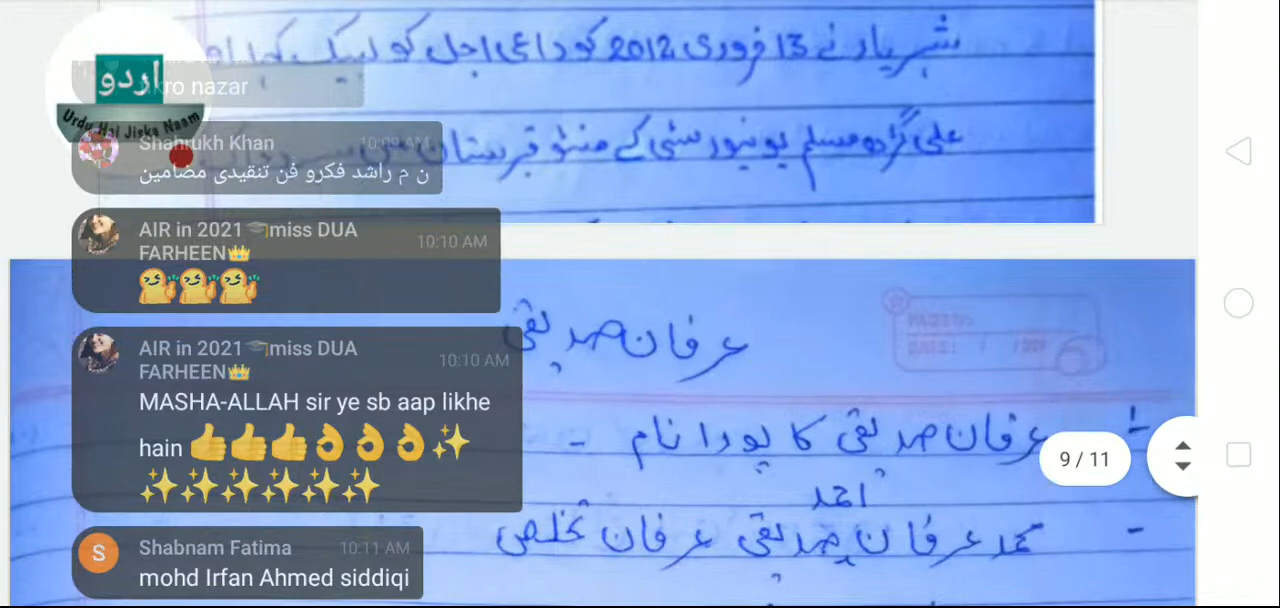 شہریار نے 13 فروری 2012 کو داعی اجل کو لبیک کہا او
علی گڑھ مسلم یونیورسٹی کے منٹو قبرستان
اردو
Urdu Hai Jiska Naam
kro nazar
Shahrukh Khan 10:09 AM
ن م راشد فکرو فن تنقیدی مضامین
AIR in 2021🎓miss DUA
FARHEEN👑 10:10 AM
AIR in 2021🎓miss DUA
FARHEEN👑 10:10 AM
MASHA-ALLAH sir ye sb aap likhe
hain 👍👍👍👌👌👌✨
✨✨✨✨✨✨
S
Shabnam Fatima 10:11 AM
mohd Irfan Ahmed siddiqi
عرفان صدیقی
1- عرفان صدیقی کا پورا نام -
9 / 11
احمد
- محمد عرفان صدیقی عرفان تخلص